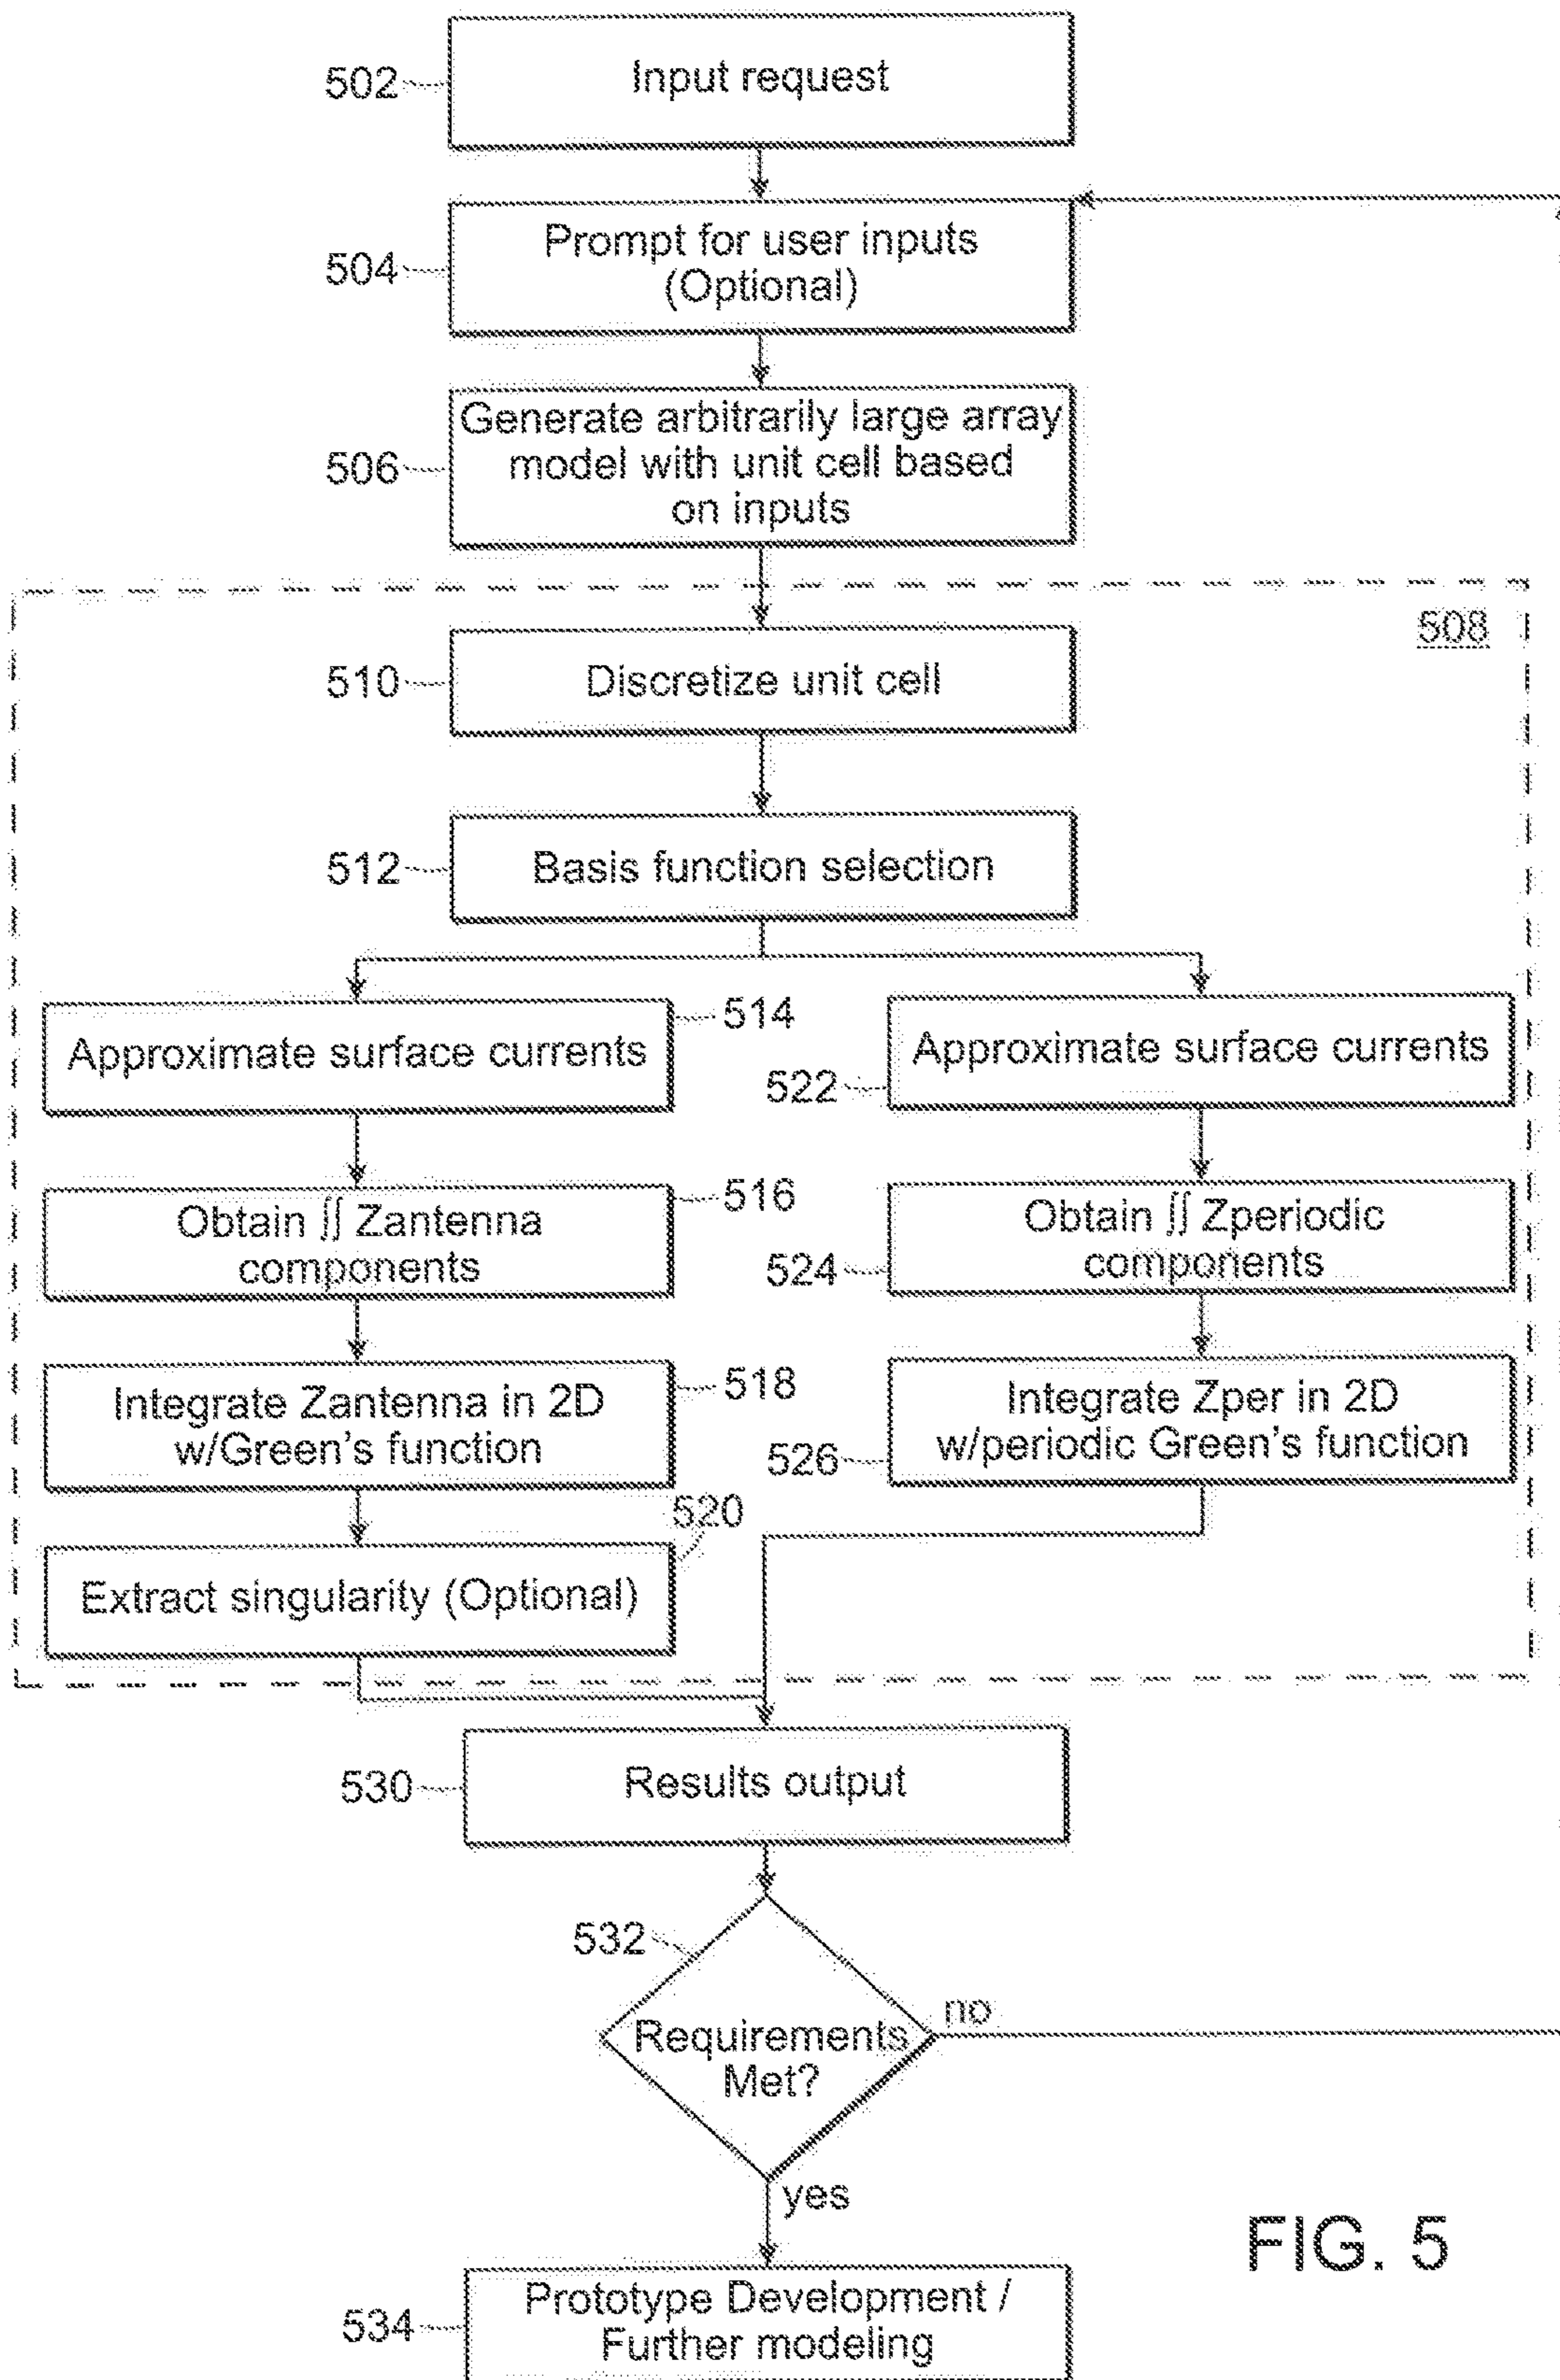 502
Input request
504
Prompt for user inputs
(Optional)
506
Generate arbitrarily large array
model with unit cell based
on inputs
508
510
Discretize unit cell
512
Basis function selection
514
Approximate surface currents
522
Approximate surface currents
516
Obtain ∬ Zantenna
components
524
Obtain ∬ Zperiodic
components
518
Integrate Zantenna in 2D
w/Green's function
526
Integrate Zper in 2D
w/periodic Green's function
520
Extract singularity (Optional)
530
Results output
532
Requirements
Met?
no
yes
534
Prototype Development /
Further modeling
FIG. 5